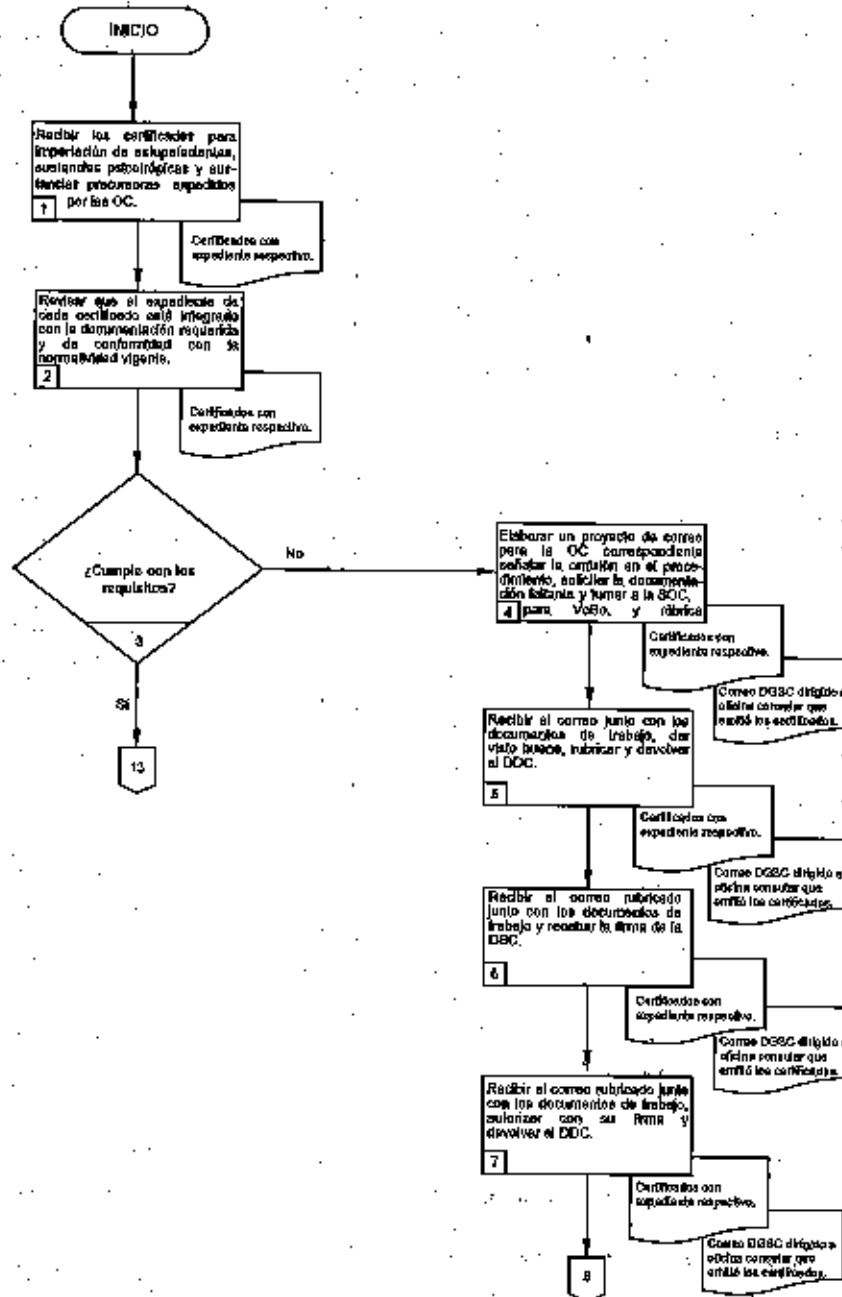 INICIO
Recibir los certificados para
importación de estupefacientes,
sustancias psicotrópicas y sus-
tancias precursoras expedidos
por las OC.
1
Certificados con
expediente respectivo.
Revisar que el expediente de
cada certificado esté integrado
con la documentación requerida
y de conformidad con la
normatividad vigente.
2
Certificados con
expediente respectivo.
¿Cumple con los
requisitos?
3
No
Sí
13
Elaborar un proyecto de correo
para la OC correspondiente
señalar la omisión en el proce-
dimiento, solicitar la documenta-
ción faltante y turnar a la SOC,
4
para VoBo. y rúbrica
Certificados con
expediente respectivo.
Correo DGSC dirigido a
oficina consular que
emitió los certificados.
Recibir el correo junto con los
documentos de trabajo, dar
visto bueno, rubricar y devolver
al DDC.
5
Certificados con
expediente respectivo.
Correo DGSC dirigido a
oficina consular que
emitió los certificados.
Recibir el correo rubricado
junto con los documentos de
trabajo y recabar la firma de la
DSC.
6
Certificados con
expediente respectivo.
Correo DGSC dirigido a
oficina consular que
emitió los certificados.
Recibir el correo rubricado junto
con los documentos de trabajo,
autorizar con su firma y
devolver al DDC.
7
Certificados con
expediente respectivo.
Correo DGSC dirigido a
oficina consular que
emitió los certificados.